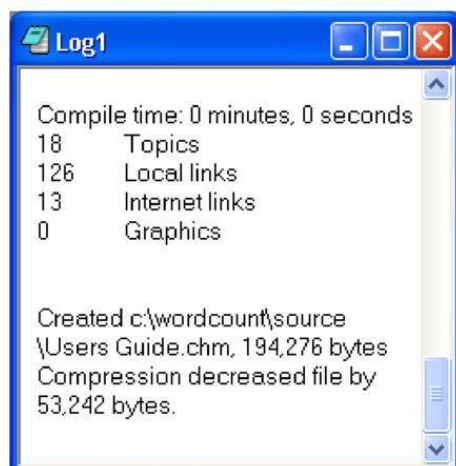 Log1
Compile time: 0 minutes, 0 seconds
18 Topics
126 Local links
13 Internet links
0 Graphics
Created c:\wordcount\source
\Users Guide.chm, 194,276 bytes
Compression decreased file by
53,242 bytes.